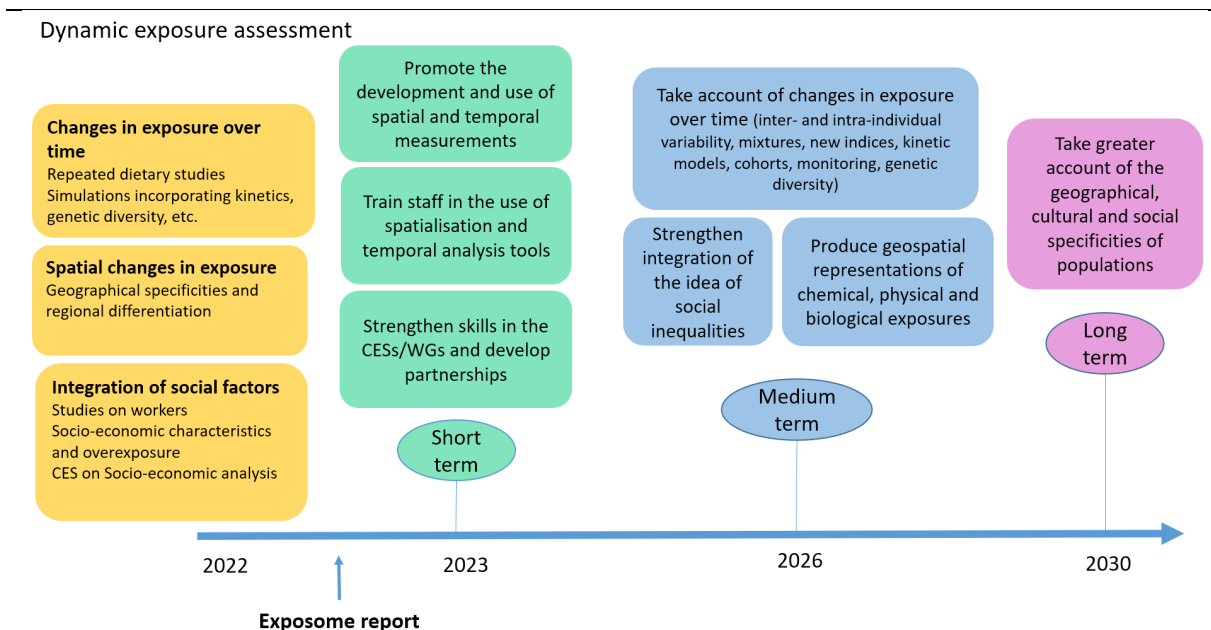 Dynamic exposure assessment
Changes in exposure over
time
Repeated dietary studies
Simulations incorporating kinetics,
genetic diversity, etc.
Spatial changes in exposure
Geographical specificities and
regional differentiation
Integration of social factors
Studies on workers
Socio-economic characteristics
and overexposure
CES on Socio-economic analysis
Promote the
development and use of
spatial and temporal
measurements
Train staff in the use of
spatialisation and
temporal analysis tools
Strengthen skills in the
CESs/WGs and develop
partnerships
Short
term
Take account of changes in exposure
over time (inter- and intra-individual
variability, mixtures, new indices, kinetic
models, cohorts, monitoring, genetic
diversity)
Strengthen
integration of
the idea of
social
inequalities
Produce geospatial
representations of
chemical, physical and
biological exposures
Medium
term
Take greater
account of the
geographical,
cultural and social
specificities of
populations
Long
term
2022
2023
2026
2030
Exposome report